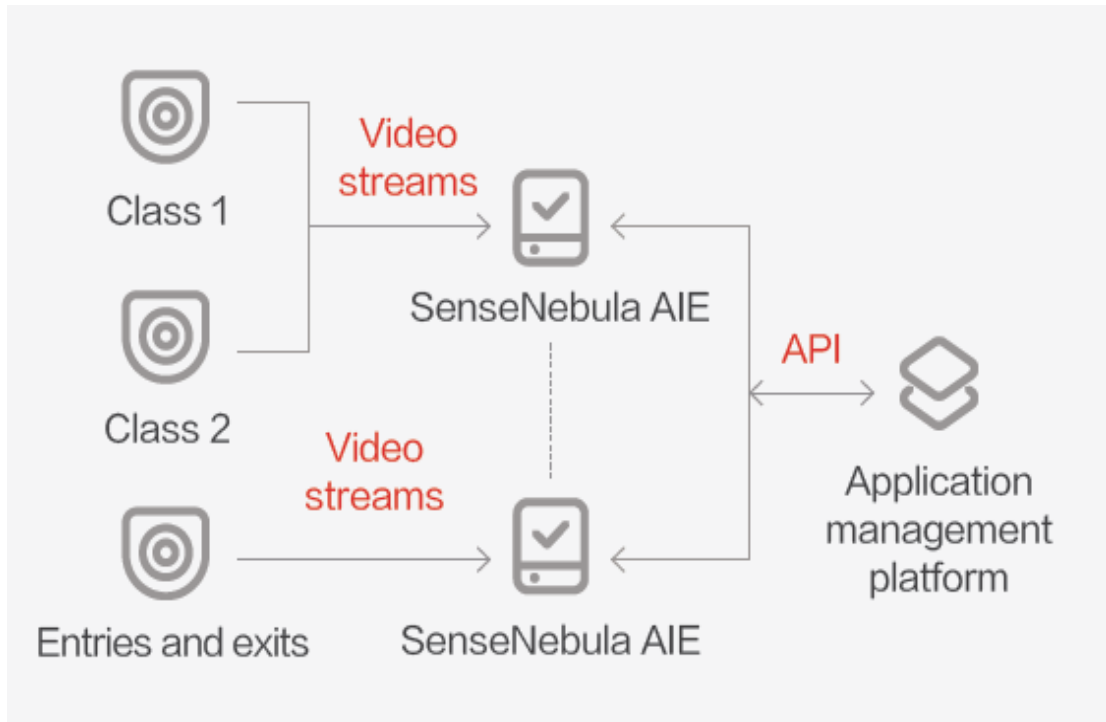 Class 1
Video
streams
SenseNebula AIE
Class 2
API
Video
streams
Application
management
platform
Entries and exits
SenseNebula AIE